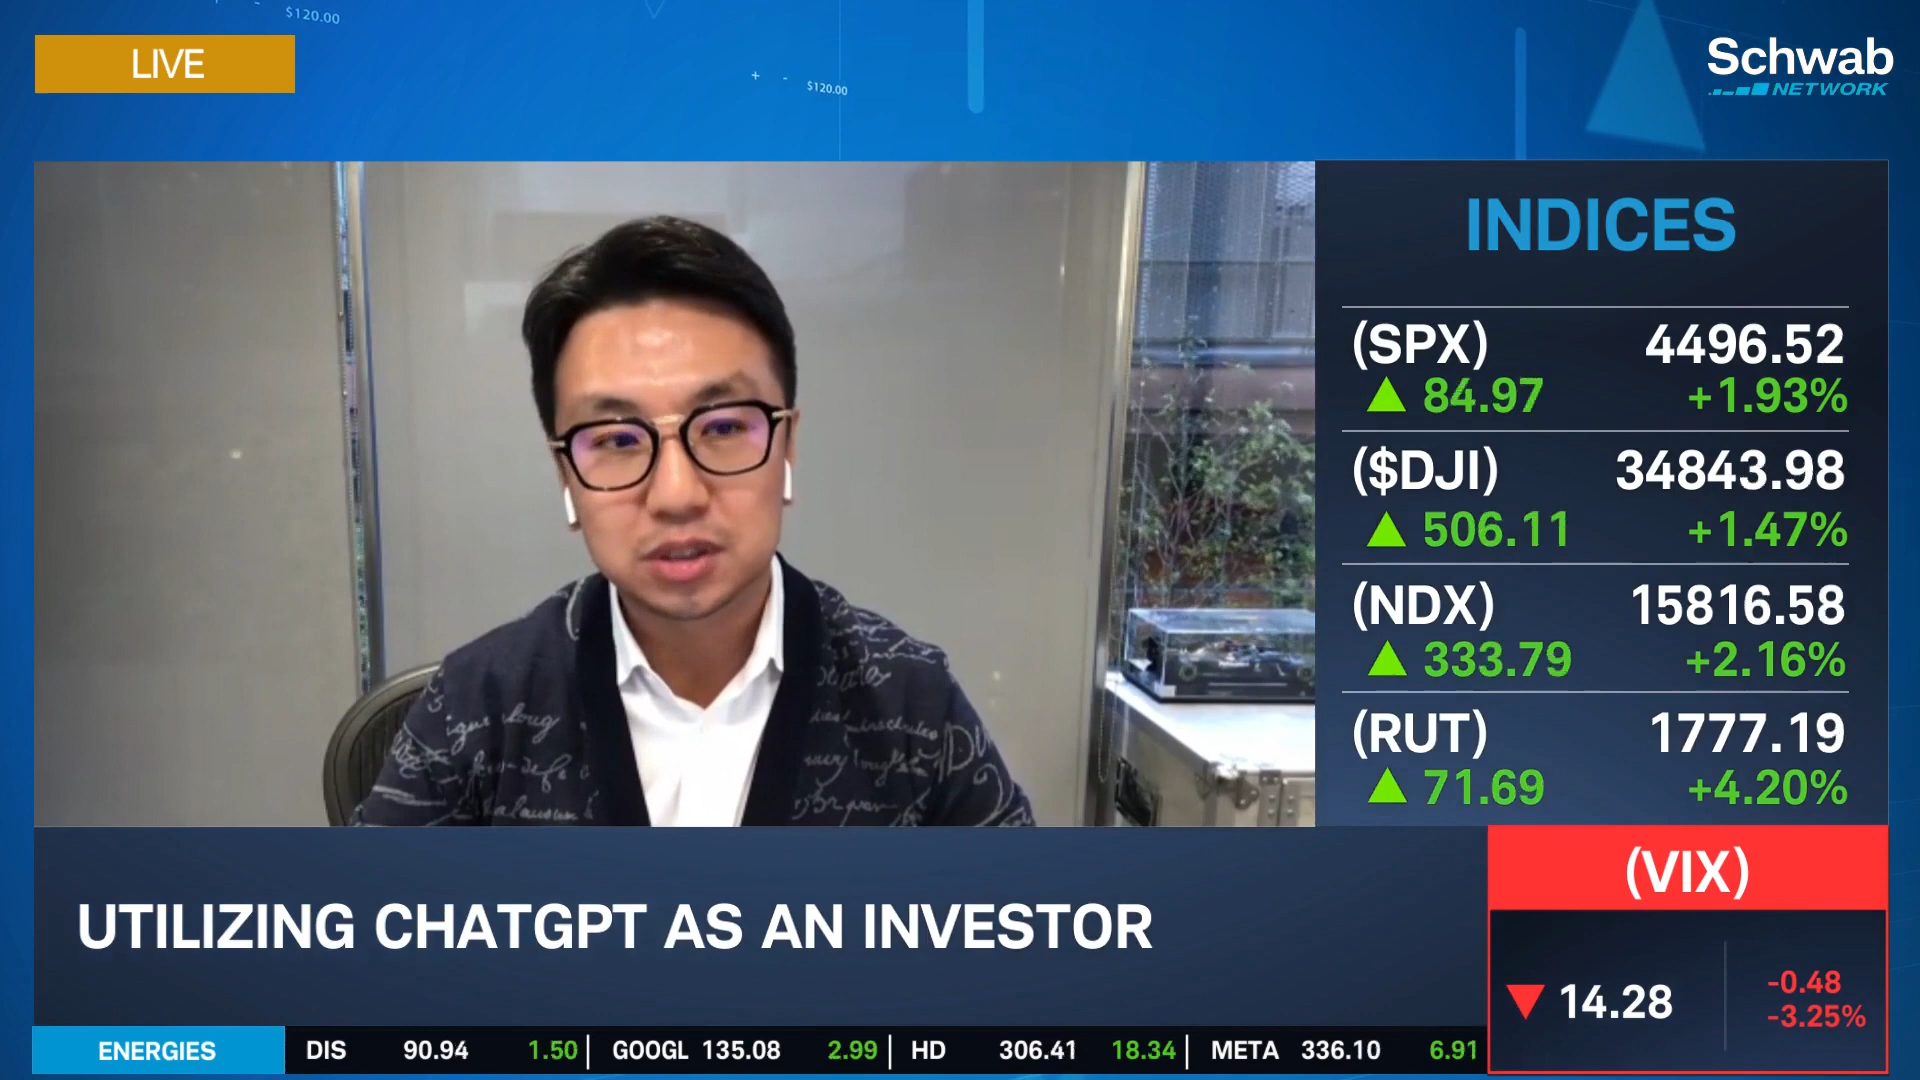 $120.00
LIVE
+ - $120.00
Schwab
NETWORK
INDICES
(SPX) 4496.52
▲ 84.97 +1.93%
($DJI) 34843.98
▲ 506.11 +1.47%
(NDX) 15816.58
▲ 333.79 +2.16%
(RUT) 1777.19
▲ 71.69 +4.20%
UTILIZING CHATGPT AS AN INVESTOR
(VIX)
▼ 14.28 -0.48
-3.25%
ENERGIES DIS 90.94 1.50 | GOOGL 135.08 2.99 | HD 306.41 18.34 | META 336.10 6.91